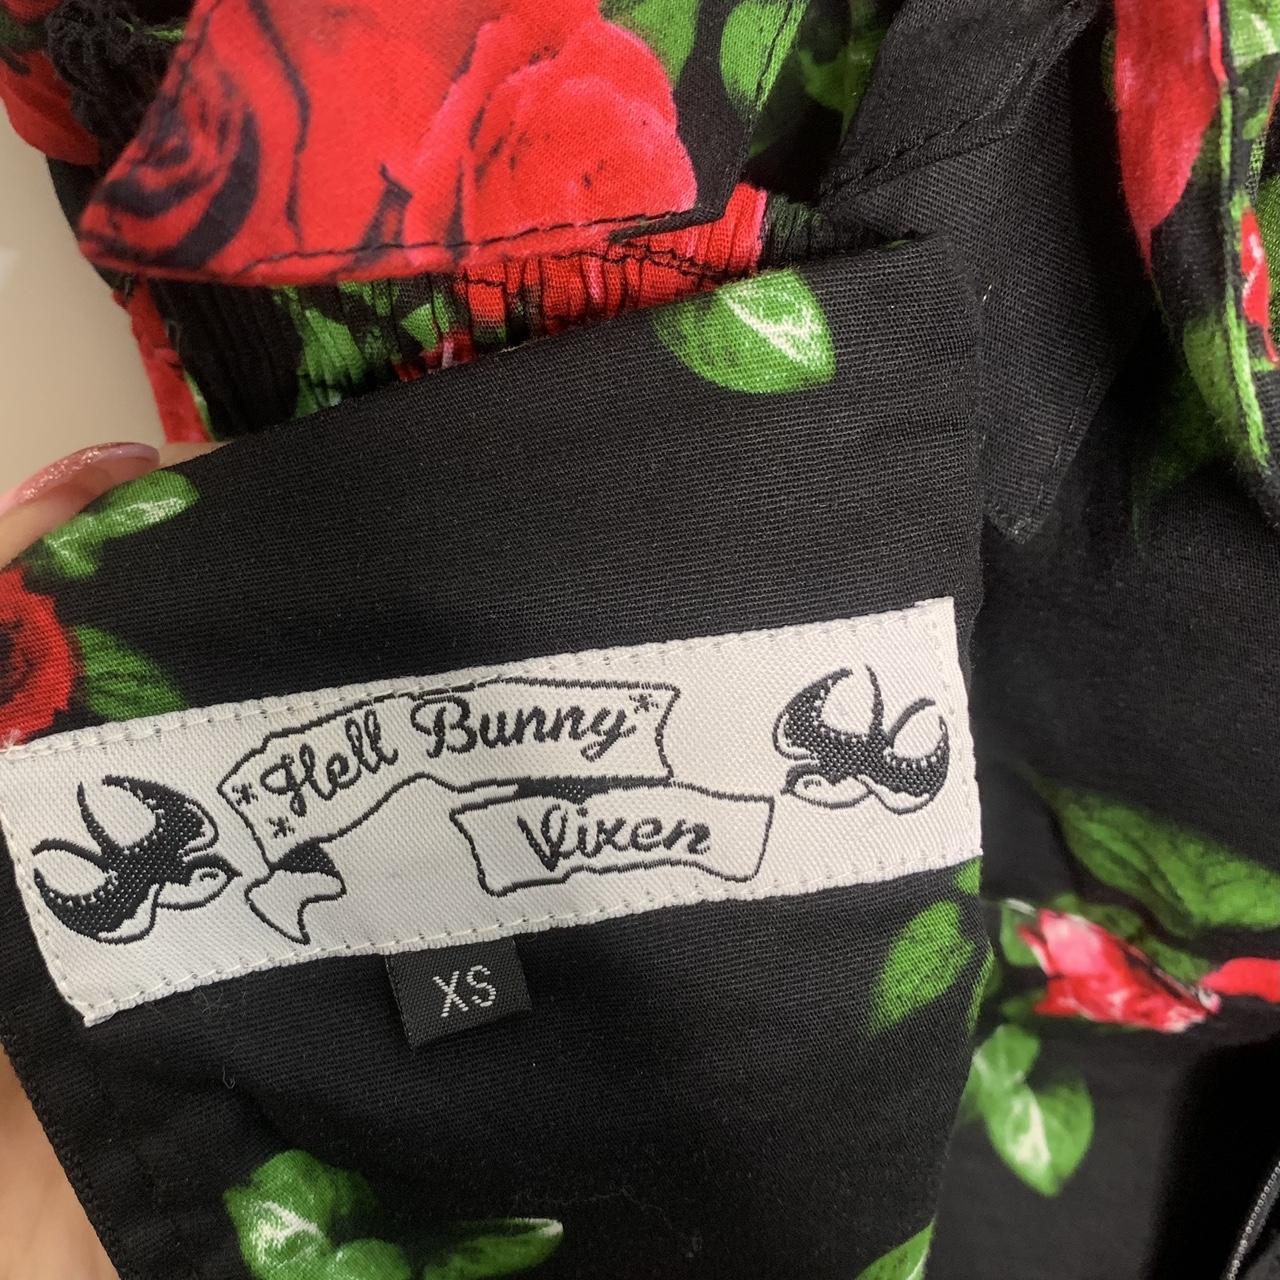 *Hell Bunny*
*
Vixen
XS